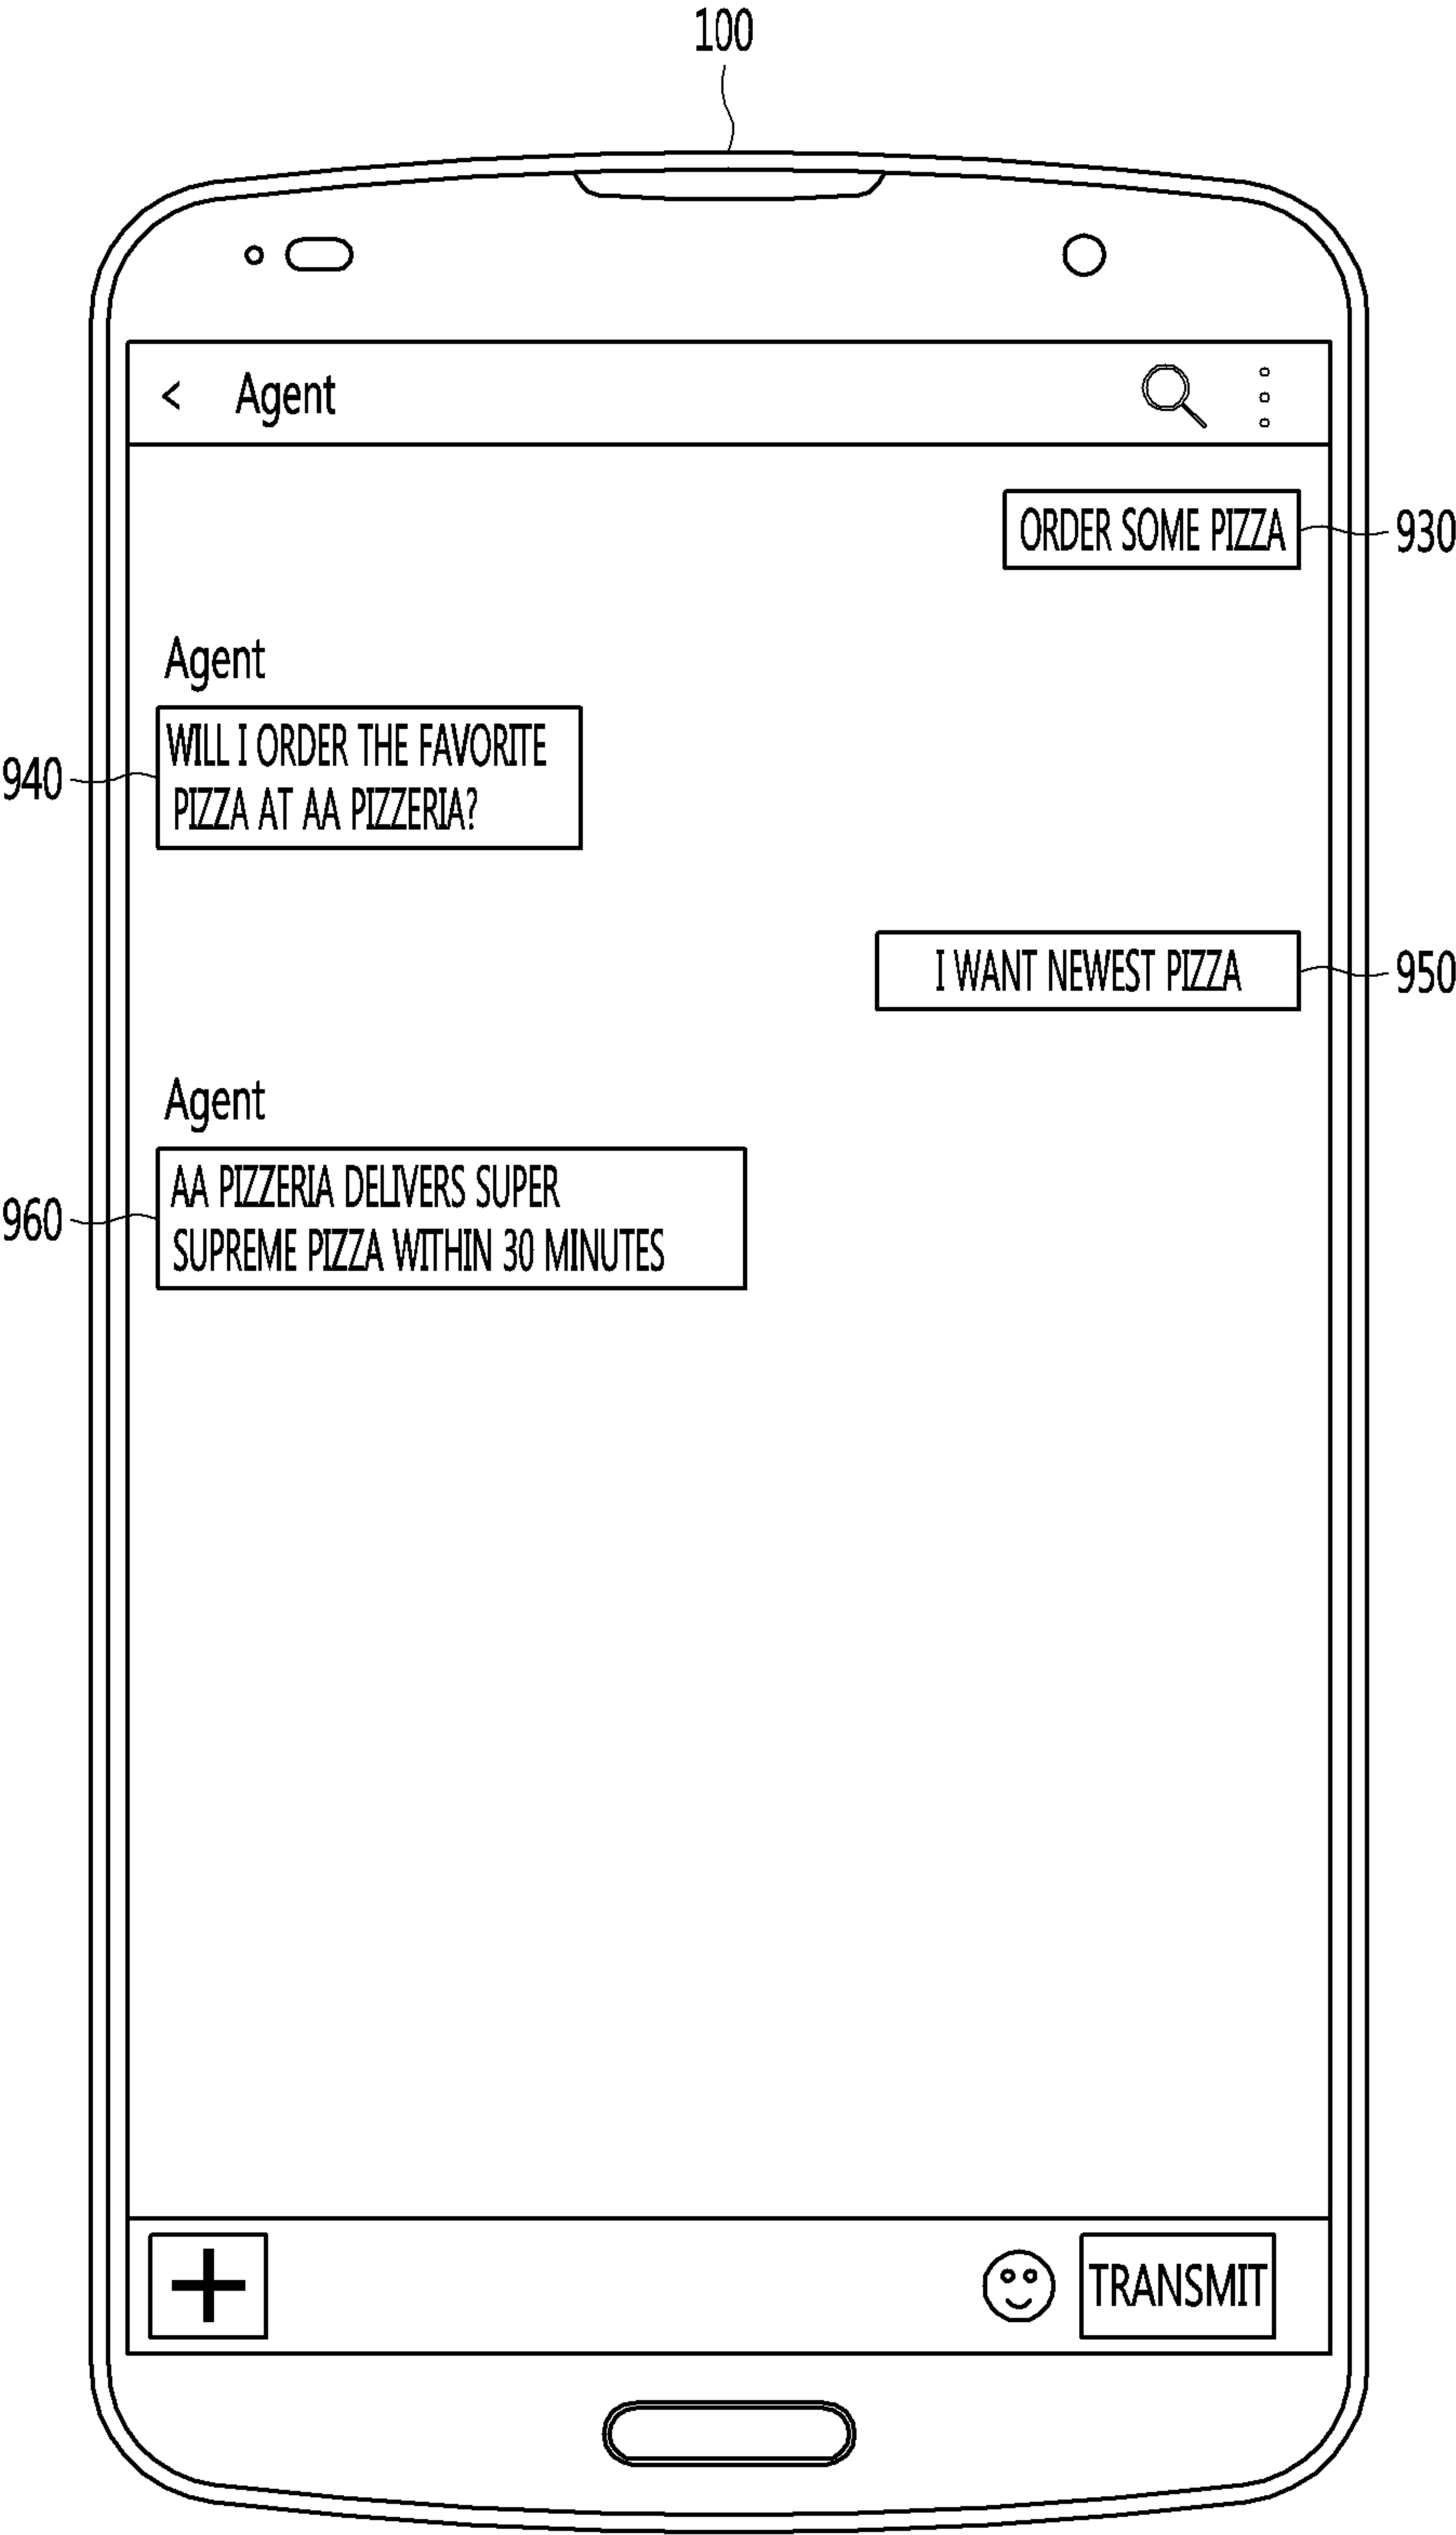 100
< Agent
ORDER SOME PIZZA
930
Agent
940
WILL I ORDER THE FAVORITE
PIZZA AT AA PIZZERIA?
I WANT NEWEST PIZZA
950
Agent
960
AA PIZZERIA DELIVERS SUPER
SUPREME PIZZA WITHIN 30 MINUTES
TRANSMIT